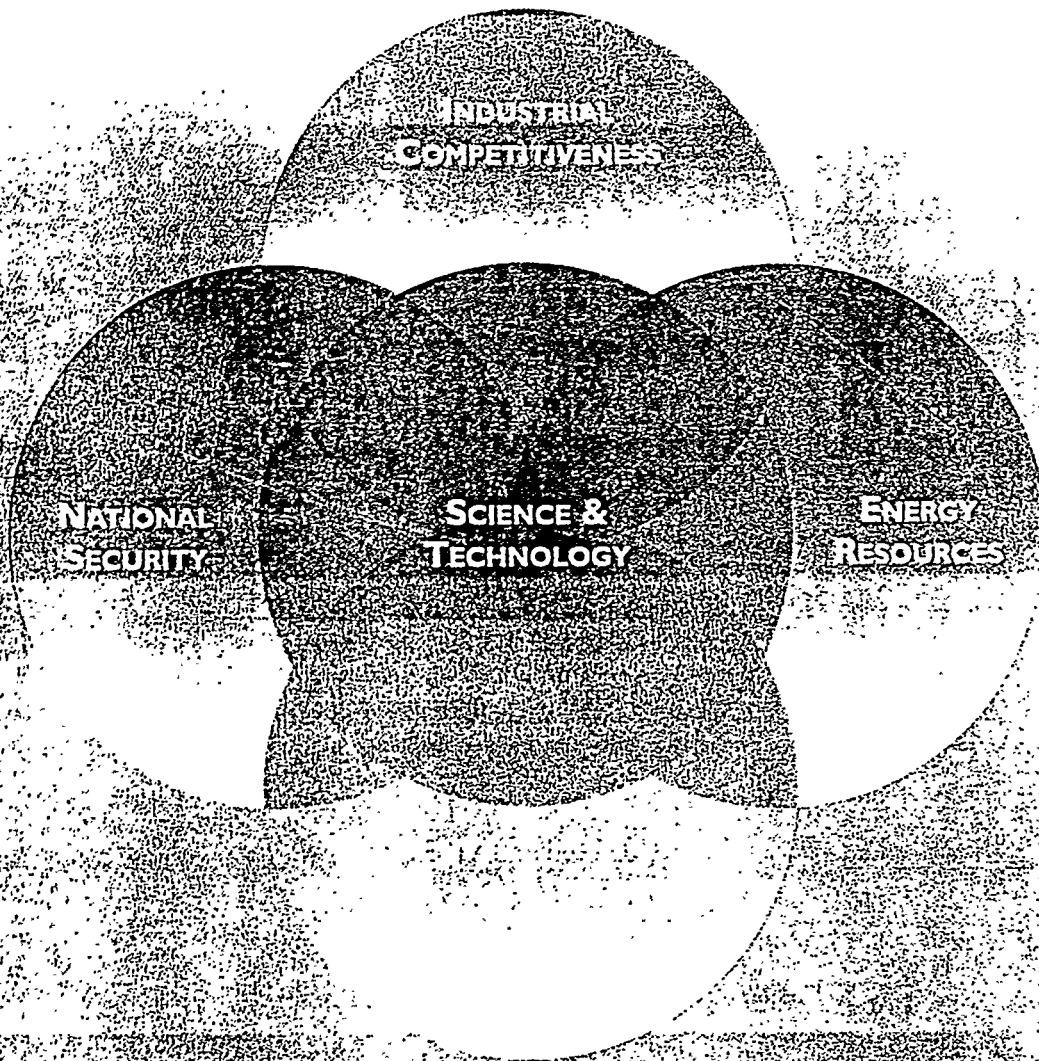 INDUSTRIAL
COMPETITIVENESS
NATIONAL
SECURITY
SCIENCE &
TECHNOLOGY
ENERGY
RESOURCES